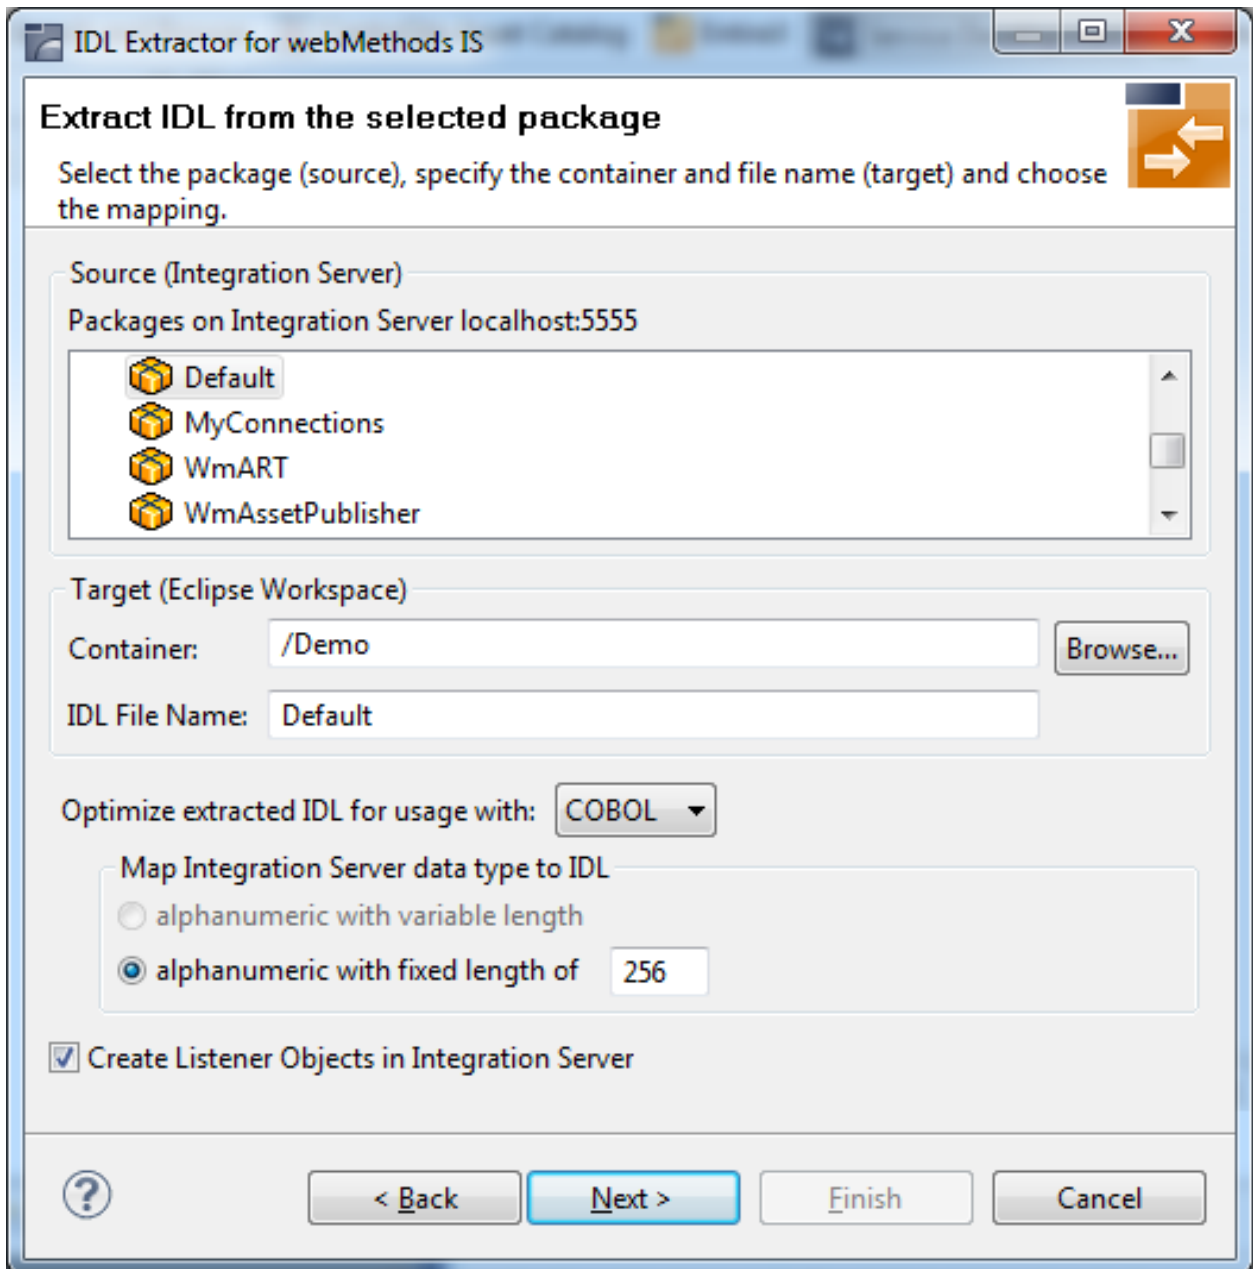 IDL Extractor for webMethods IS
Extract IDL from the selected package
Select the package (source), specify the container and file name (target) and choose
the mapping.
Source (Integration Server)
Packages on Integration Server localhost:5555
Default
MyConnections
WmART
WmAssetPublisher
Target (Eclipse Workspace)
Container: /Demo Browse...
IDL File Name: Default
Optimize extracted IDL for usage with: COBOL
Map Integration Server data type to IDL
alphanumeric with variable length
alphanumeric with fixed length of 256
Create Listener Objects in Integration Server
< Back Next > Finish Cancel